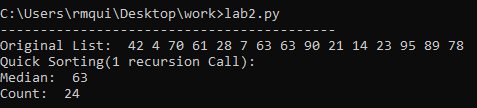 C:\Users\rmqui\Desktop\work>lab2.py
------------------------------------------
Original List:  42 4 70 61 28 7 63 63 90 21 14 23 95 89 78
Quick Sorting(1 recursion Call):
Median:  63
Count:  24